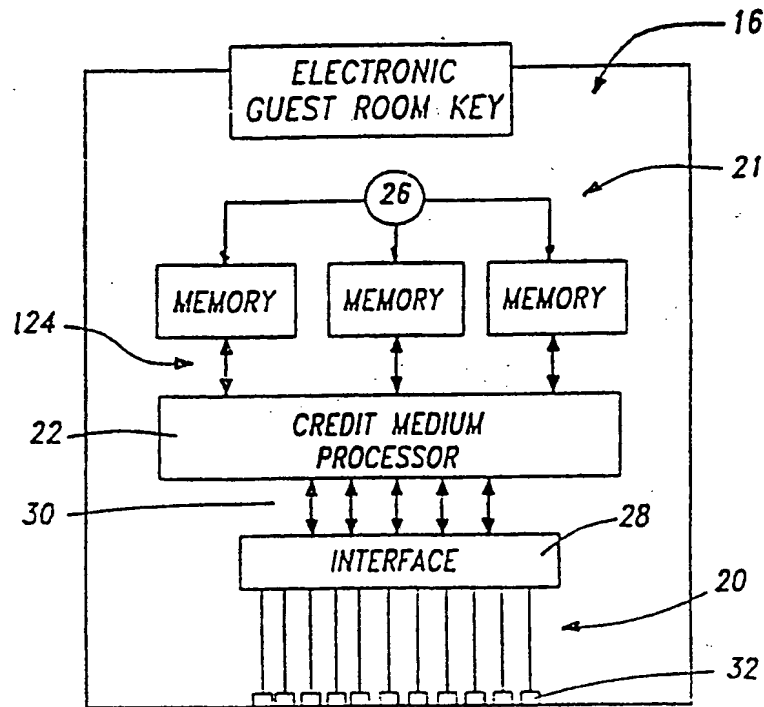 16
ELECTRONIC
GUEST ROOM KEY
21
26
MEMORY MEMORY MEMORY
124
22
CREDIT MEDIUM
PROCESSOR
30
28
INTERFACE
20
32